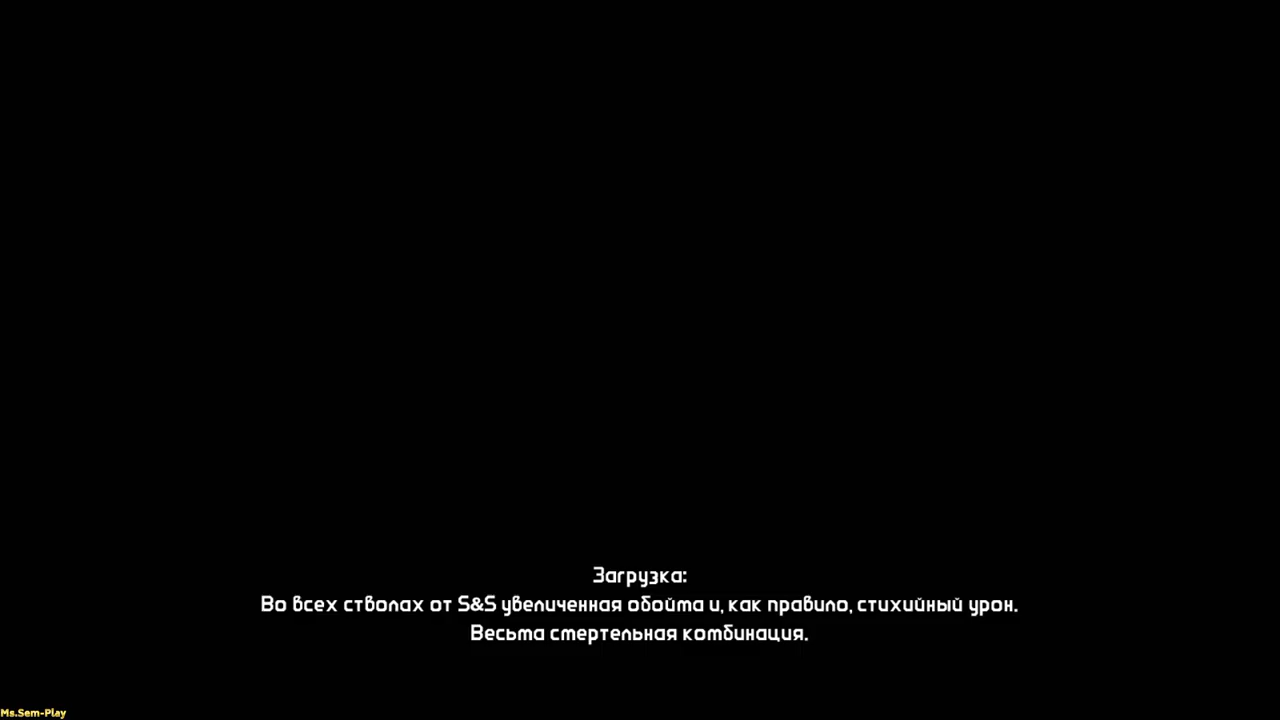 Загрузка:
Во всех стволах от S&S увеличенная обойма и, как правило, стихийный урон.
Весьма смертельная комбинация.
Ms.Sem-Play